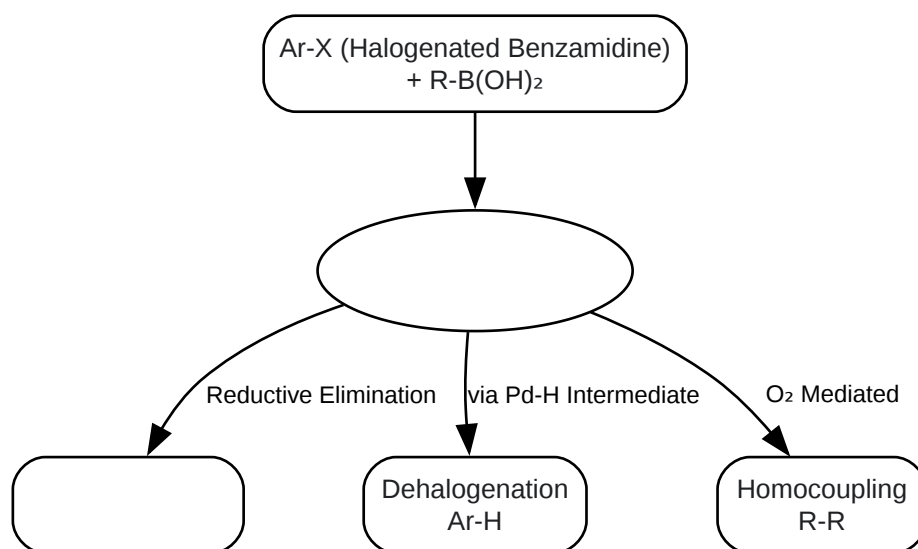 Ar-X (Halogenated Benzamidine)
+ R-B(OH)₂
Reductive Elimination
via Pd-H Intermediate
O₂ Mediated
Dehalogenation
Ar-H
Homocoupling
R-R